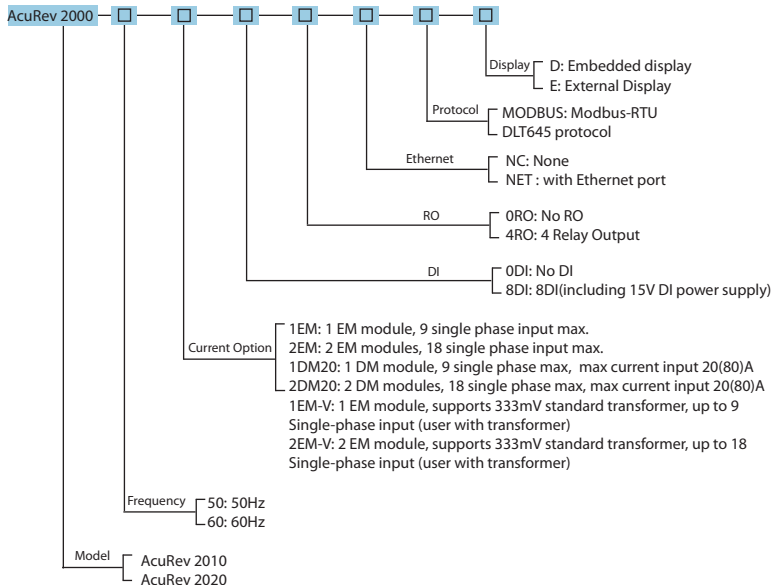 AcuRev 2000
Display
D: Embedded display
E: External Display
Protocol
MODBUS: Modbus-RTU
DLT645 protocol
Ethernet
NC: None
NET : with Ethernet port
RO
0RO: No RO
4RO: 4 Relay Output
DI
0DI: No DI
8DI: 8DI(including 15V DI power supply)
Current Option
1EM: 1 EM module, 9 single phase input max.
2EM: 2 EM modules, 18 single phase input max.
1DM20: 1 DM module, 9 single phase max, max current input 20(80)A
2DM20: 2 DM modules, 18 single phase max, max current input 20(80)A
1EM-V: 1 EM module, supports 333mV standard transformer, up to 9
Single-phase input (user with transformer)
2EM-V: 2 EM module, supports 333mV standard transformer, up to 18
Single-phase input (user with transformer)
Frequency
50: 50Hz
60: 60Hz
Model
AcuRev 2010
AcuRev 2020